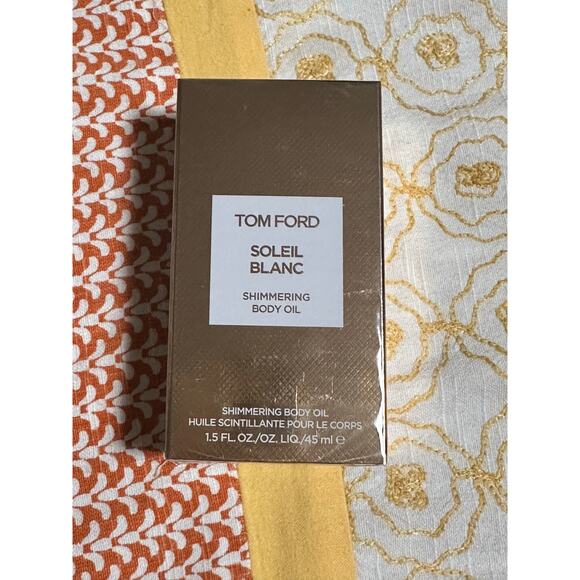 TOM FORD
SOLEIL
BLANC
SHIMMERING
BODY OIL
SHIMMERING BODY OIL
HUILE SCINTILLANTE POUR LE CORPS
1.5 FL. OZ./OZ. LIQ./45 ml ℮